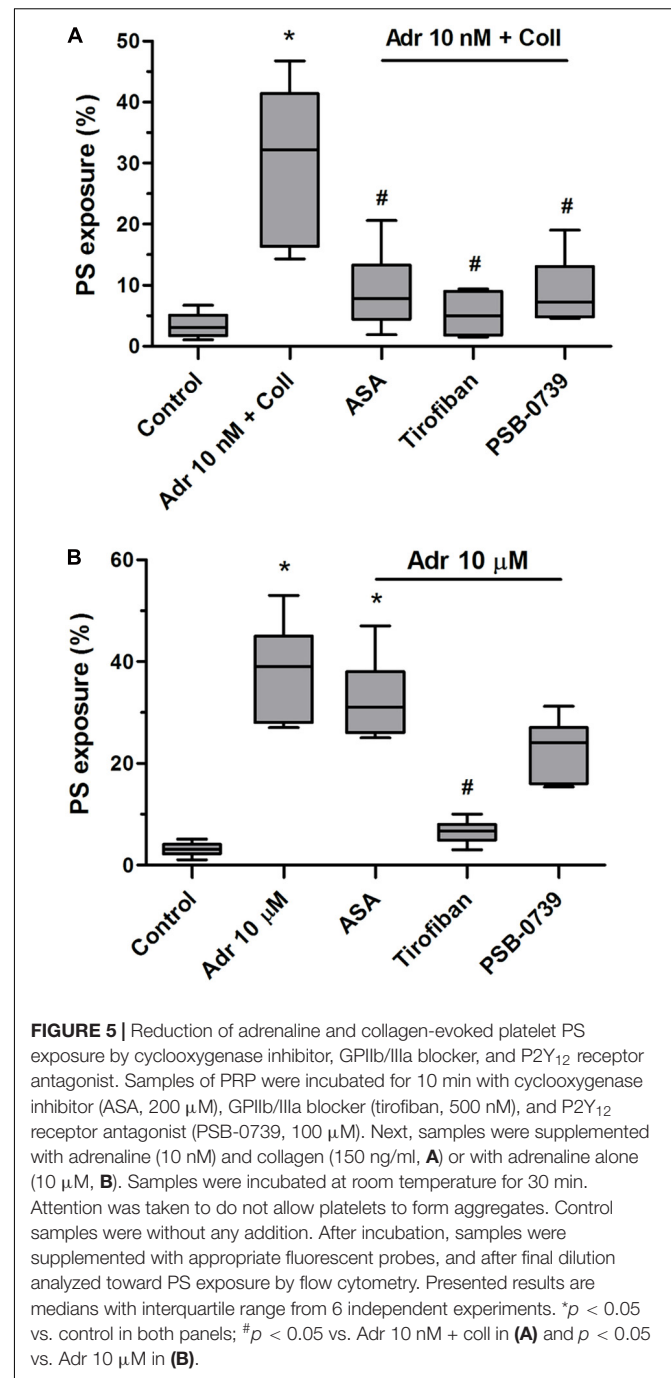 A
Adr 10 nM + Coll
PS exposure (%)
50
40
30
20
10
0
*
#
#
#
Control
Adr 10 nM + Coll
ASA
Tirofiban
PSB-0739
B
Adr 10 μM
PS exposure (%)
60
40
20
0
*
*
#
Control
Adr 10 μM
ASA
Tirofiban
PSB-0739
FIGURE 5 | Reduction of adrenaline and collagen-evoked platelet PS
exposure by cyclooxygenase inhibitor, GPIIb/IIIa blocker, and P2Y12 receptor
antagonist. Samples of PRP were incubated for 10 min with cyclooxygenase
inhibitor (ASA, 200 μM), GPIIb/IIIa blocker (tirofiban, 500 nM), and P2Y12
receptor antagonist (PSB-0739, 100 μM). Next, samples were supplemented
with adrenaline (10 nM) and collagen (150 ng/ml, A) or with adrenaline alone
(10 μM, B). Samples were incubated at room temperature for 30 min.
Attention was taken to do not allow platelets to form aggregates. Control
samples were without any addition. After incubation, samples were
supplemented with appropriate fluorescent probes, and after final dilution
analyzed toward PS exposure by flow cytometry. Presented results are
medians with interquartile range from 6 independent experiments. *p < 0.05
vs. control in both panels; #p < 0.05 vs. Adr 10 nM + coll in (A) and p < 0.05
vs. Adr 10 μM in (B).